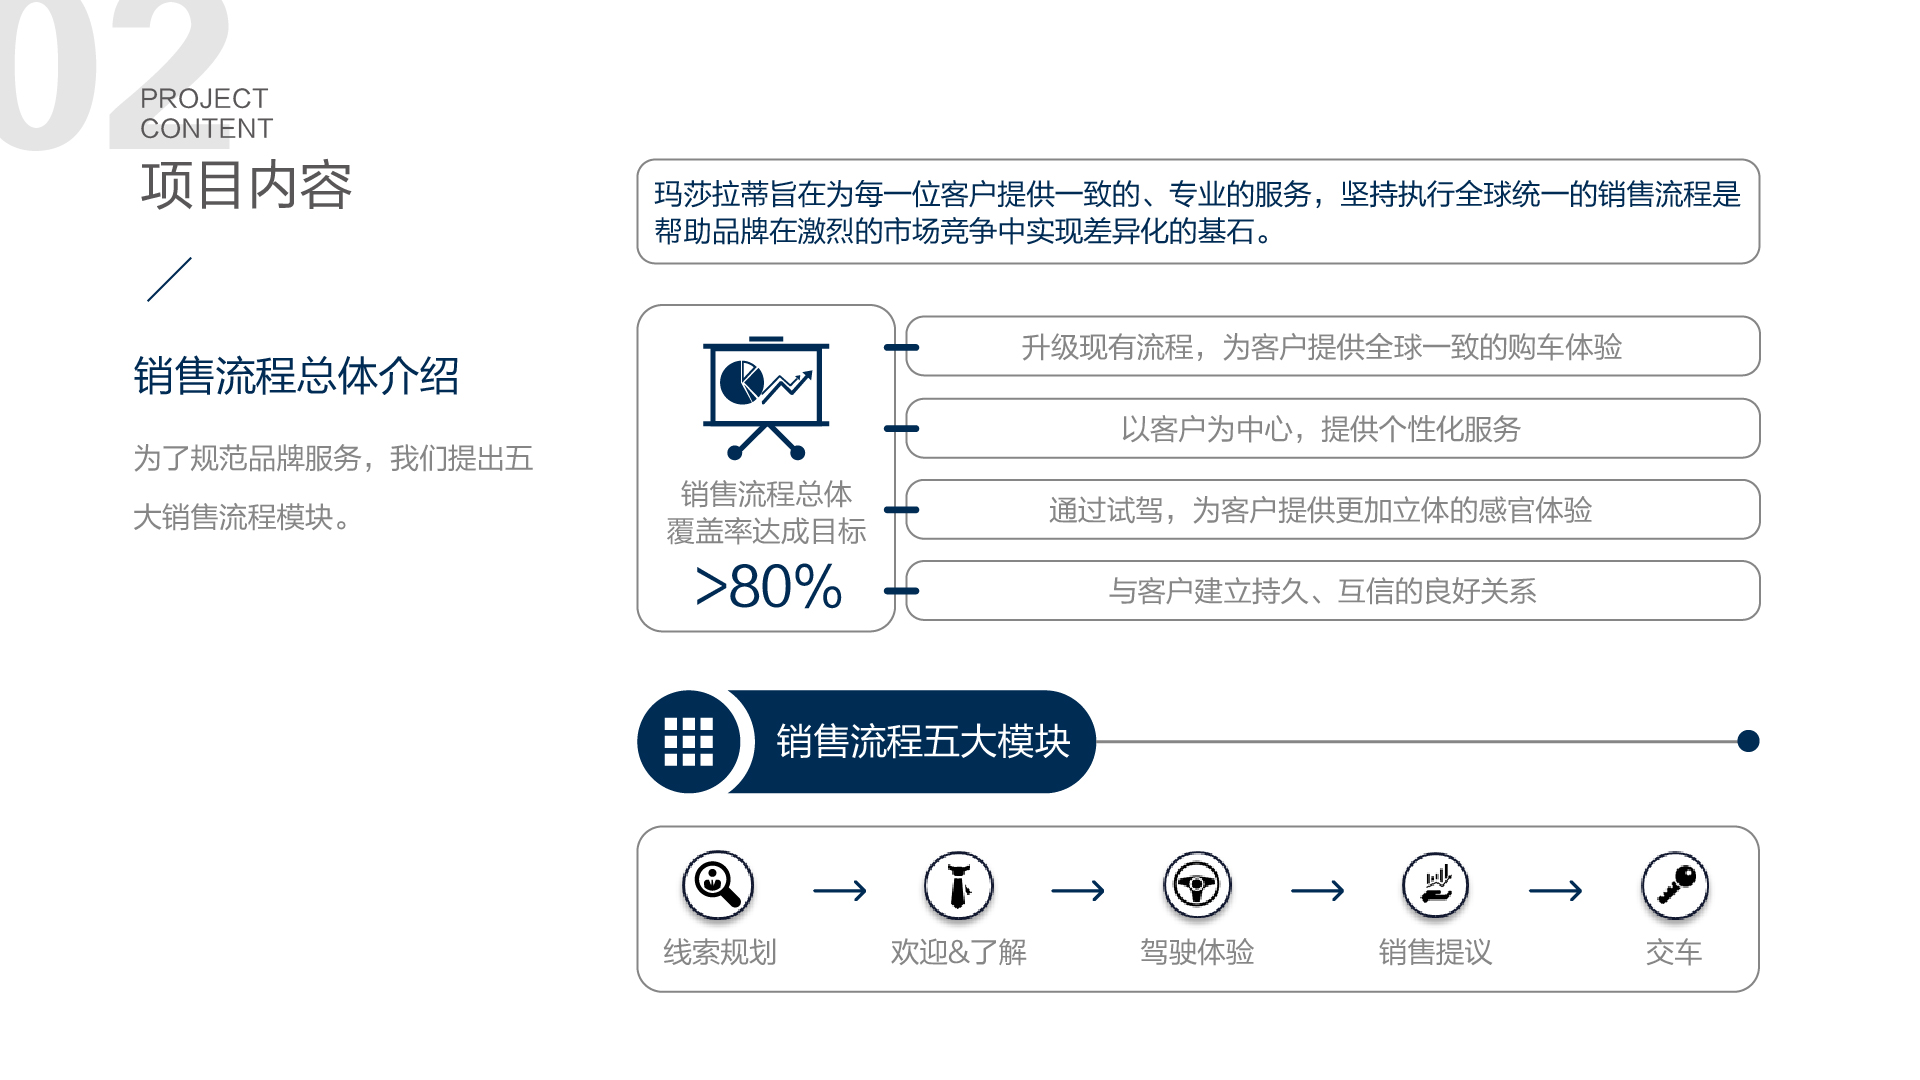 02
PROJECT
CONTENT
项目内容
销售流程总体介绍
为了规范品牌服务，我们提出五
大销售流程模块。
玛莎拉蒂旨在为每一位客户提供一致的、专业的服务，坚持执行全球统一的销售流程是
帮助品牌在激烈的市场竞争中实现差异化的基石。
销售流程总体
覆盖率达成目标
>80%
升级现有流程，为客户提供全球一致的购车体验
以客户为中心，提供个性化服务
通过试驾，为客户提供更加立体的感官体验
与客户建立持久、互信的良好关系
销售流程五大模块
线索规划
欢迎&了解
驾驶体验
销售提议
交车